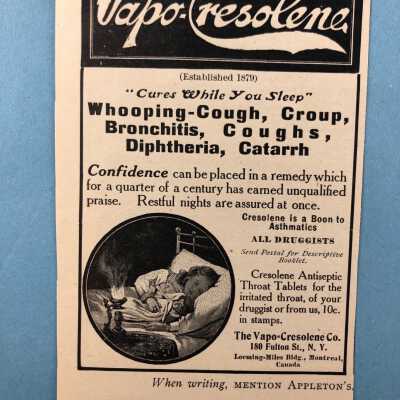 Vapo-Cresolene.
(Established 1879)
"Cures While You Sleep"
Whooping-Cough, Croup,
Bronchitis, Coughs,
Diphtheria, Catarrh
Confidence can be placed in a remedy which
for a quarter of a century has earned unqualified
praise. Restful nights are assured at once.
Cresolene is a Boon to
Asthmatics
ALL DRUGGISTS
Send Postal for Descriptive
Booklet.
Cresolene Antiseptic
Throat Tablets for the
irritated throat, of your
druggist or from us, 10c.
in stamps.
The Vapo-Cresolene Co.
180 Fulton St., N. Y.
Leeming-Miles Bldg., Montreal,
Canada
When writing, MENTION APPLETON'S.